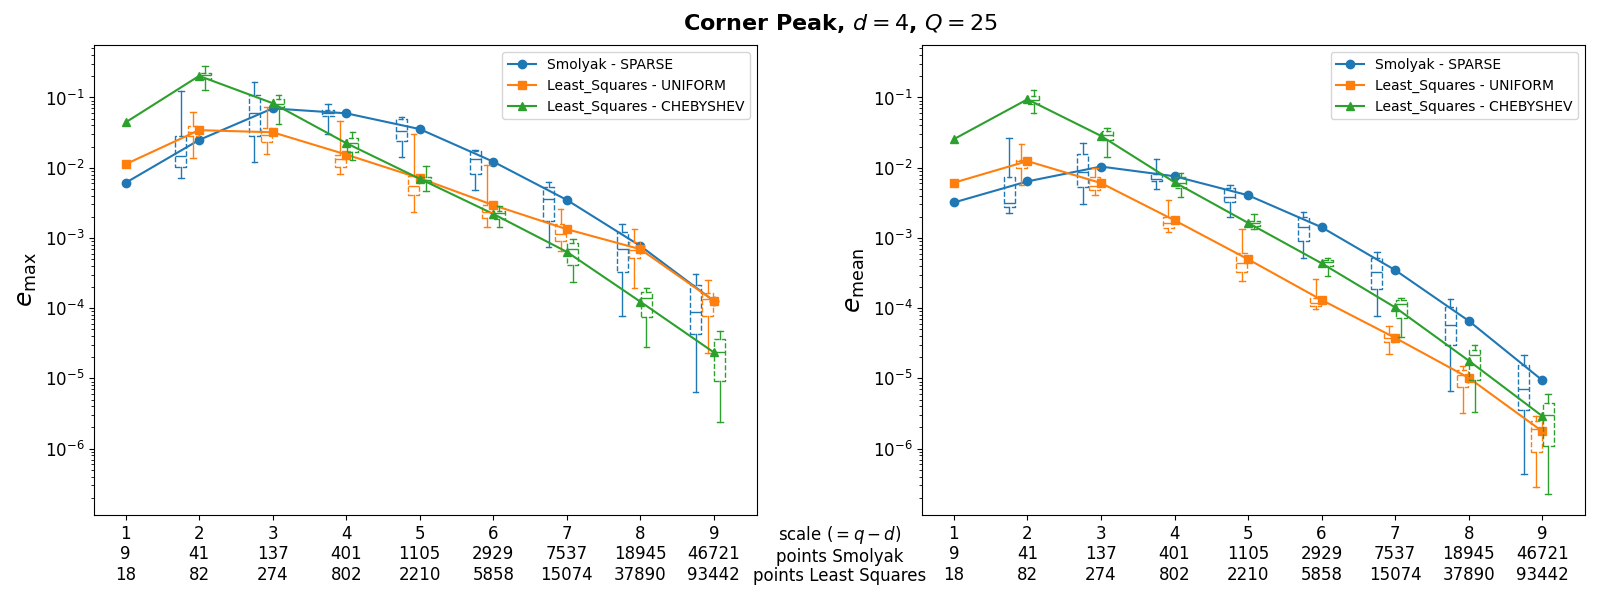 Corner Peak, d = 4, Q = 25
e_max
10⁻¹
10⁻²
10⁻³
10⁻⁴
10⁻⁵
10⁻⁶
Smolyak - SPARSE
Least_Squares - UNIFORM
Least_Squares - CHEBYSHEV
e_mean
10⁻¹
10⁻²
10⁻³
10⁻⁴
10⁻⁵
10⁻⁶
Smolyak - SPARSE
Least_Squares - UNIFORM
Least_Squares - CHEBYSHEV
1 2 3 4 5 6 7 8 9 scale (= q − d) 1 2 3 4 5 6 7 8 9
9 41 137 401 1105 2929 7537 18945 46721 points Smolyak 9 41 137 401 1105 2929 7537 18945 46721
18 82 274 802 2210 5858 15074 37890 93442 points Least Squares 18 82 274 802 2210 5858 15074 37890 93442